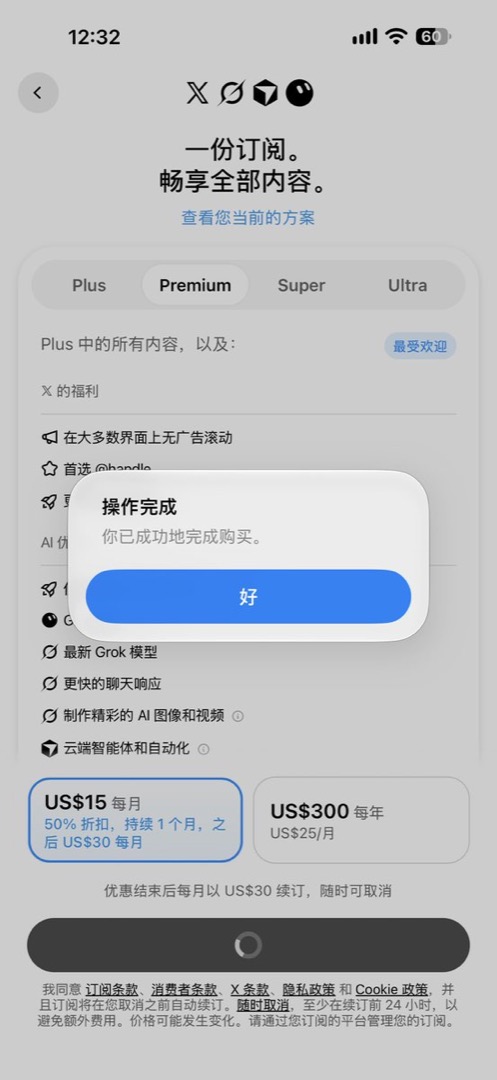 12:32
60
一份订阅。
畅享全部内容。
查看您当前的方案
Plus Premium Super Ultra
Plus 中的所有内容，以及：
最受欢迎
𝕏 的福利
在大多数界面上无广告滚动
首选 @handle
AI
最新 Grok 模型
更快的聊天响应
制作精彩的 AI 图像和视频
云端智能体和自动化
操作完成
你已成功地完成购买。
好
US$15 每月
50% 折扣，持续 1 个月，之
后 US$30 每月
US$300 每年
US$25/月
优惠结束后每月以 US$30 续订，随时可取消
我同意 订阅条款、消费者条款、X 条款、隐私政策 和 Cookie 政策，并
且订阅将在您取消之前自动续订。随时取消，至少在续订前 24 小时，以
避免额外费用。价格可能发生变化。请通过您订阅的平台管理您的订阅。